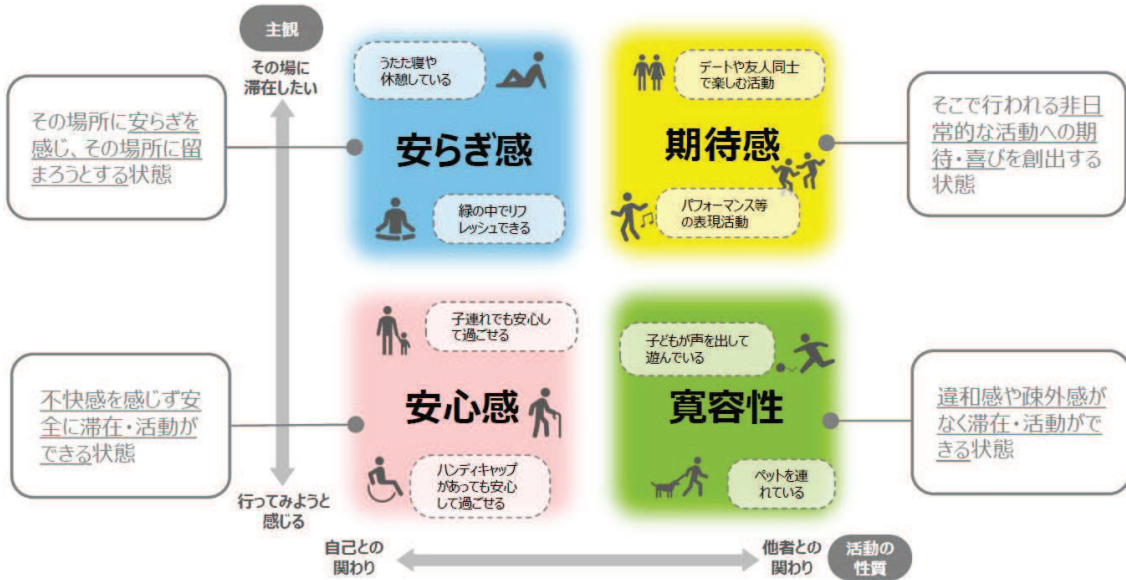 主観
その場に
滞在したい
その場所に安らぎを
感じ、その場所に留
まろうとする状態
うたた寝や
休憩している
安らぎ感
緑の中でリフ
レッシュできる
デートや友人同士
で楽しむ活動
期待感
パフォーマンス等
の表現活動
そこで行われる非日
常的な活動への期
待・喜びを創出する
状態
不快感を感じず安
全に滞在・活動が
できる状態
子連れでも安心し
て過ごせる
安心感
ハンディキャップ
があっても安心
して過ごせる
子どもが声を出して
遊んでいる
寛容性
ペットを連
れている
違和感や疎外感が
なく滞在・活動がで
きる状態
行ってみようと
感じる
自己との
関わり
他者との
関わり
活動の
性質